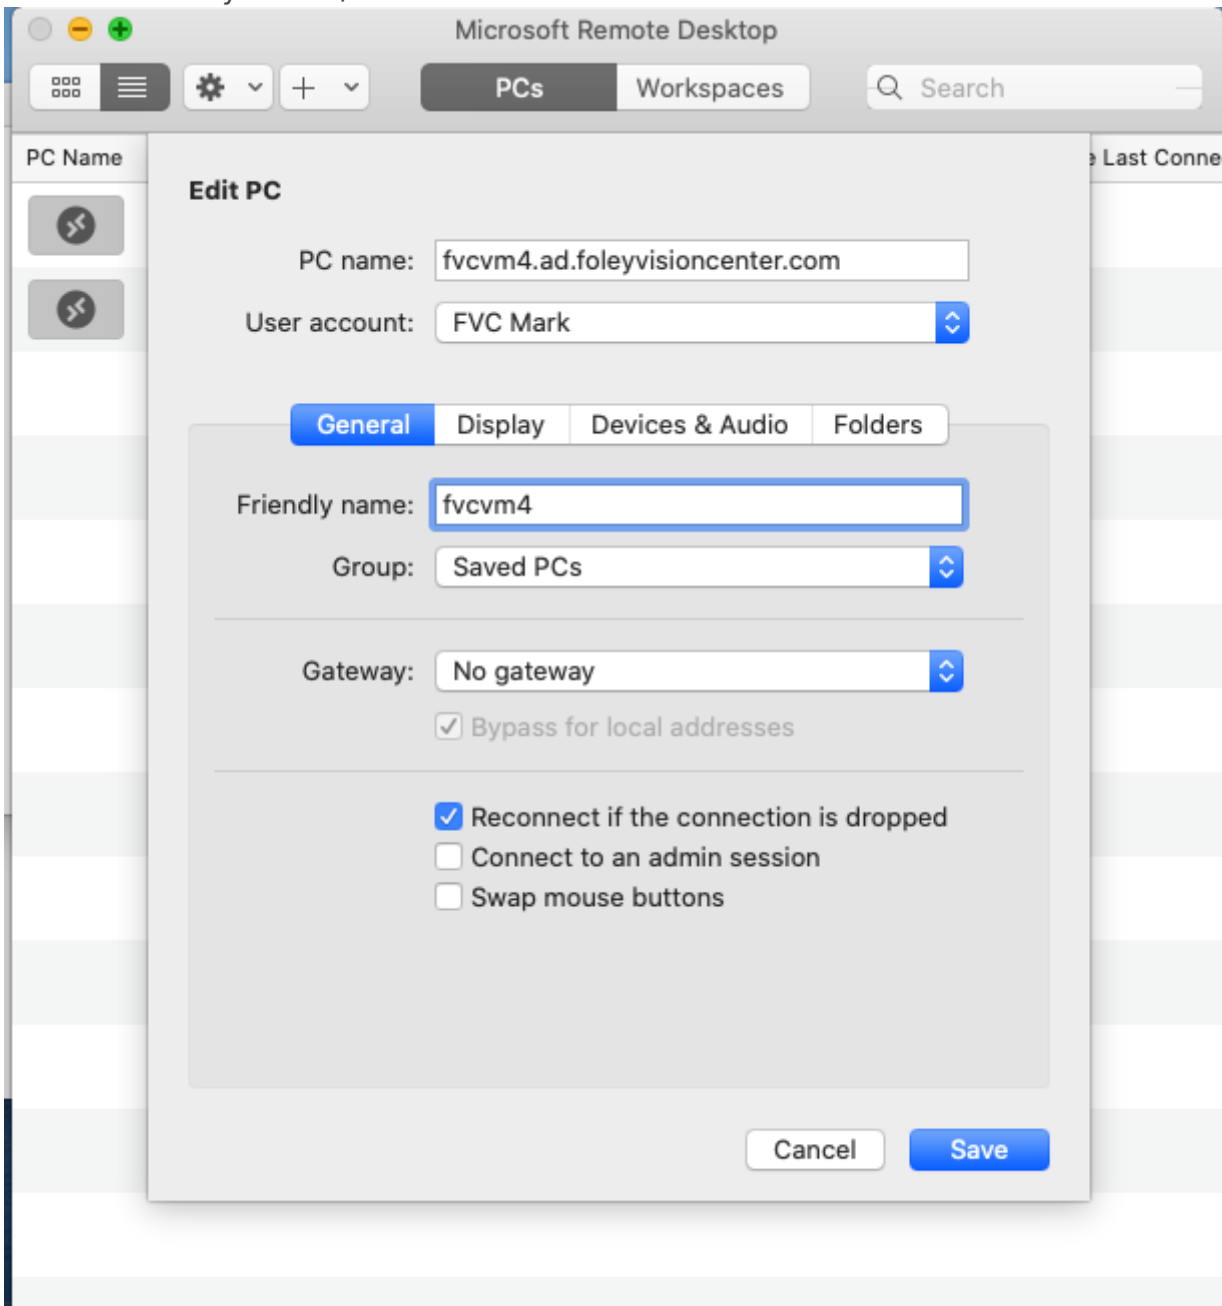 Microsoft Remote Desktop
PCs Workspaces Search
PC Name Last Conne
Edit PC
PC name: fvcvm4.ad.foleyvisioncenter.com
User account: FVC Mark
General Display Devices & Audio Folders
Friendly name: fvcvm4
Group: Saved PCs
Gateway: No gateway
Bypass for local addresses
Reconnect if the connection is dropped
Connect to an admin session
Swap mouse buttons
Cancel Save